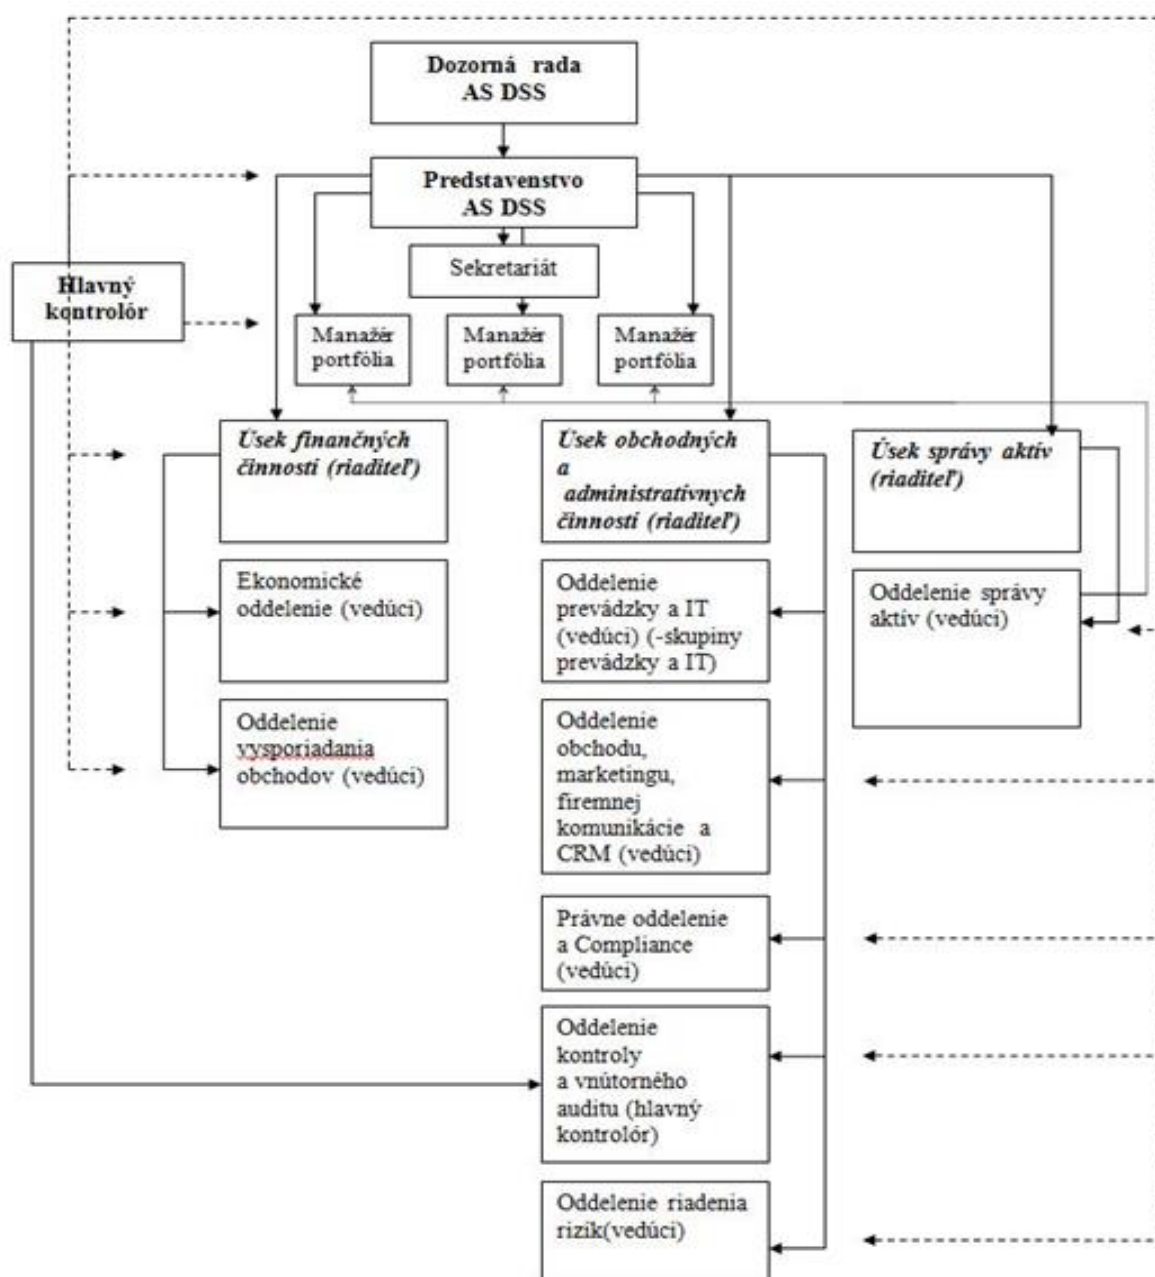 Dozorná rada
AS DSS
Predstavenstvo
AS DSS
Sekretariát
Hlavný
kontrolór
Manažér
portfólia
Manažér
portfólia
Manažér
portfólia
Úsek finančných
činností (riaditeľ)
Úsek obchodných
a
administratívnych
činností (riaditeľ)
Úsek správy aktív
(riaditeľ)
Ekonomické
oddelenie (vedúci)
Oddelenie
prevádzky a IT
(vedúci) (-skupiny
prevádzky a IT)
Oddelenie správy
aktív (vedúci)
Oddelenie
vysporiadania
obchodov (vedúci)
Oddelenie
obchodu,
marketingu,
firemnej
komunikácie a
CRM (vedúci)
Právne oddelenie
a Compliance
(vedúci)
Oddelenie
kontroly
a vnútorného
auditu (hlavný
kontrolór)
Oddelenie riadenia
rizík(vedúci)